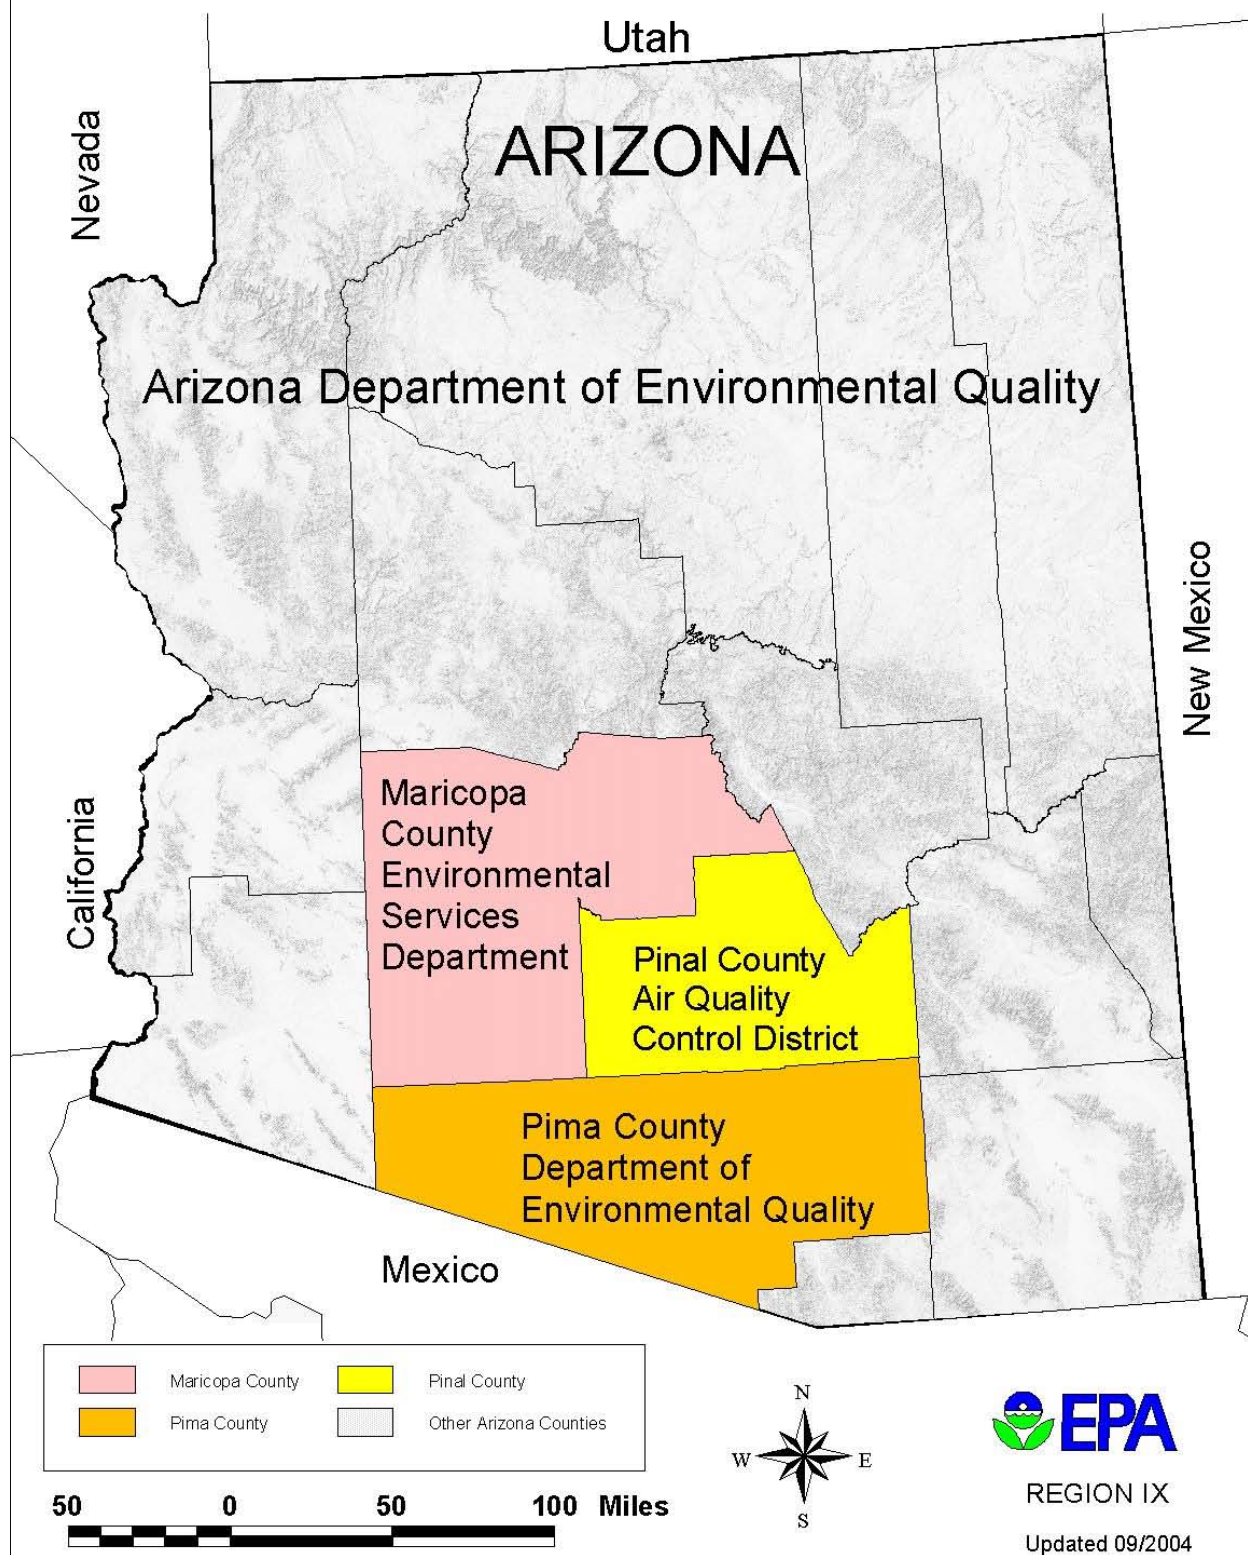 Utah
Nevada
ARIZONA
Arizona Department of Environmental Quality
New Mexico
California
Maricopa
County
Environmental
Services
Department
Pinal County
Air Quality
Control District
Pima County
Department of
Environmental Quality
Mexico
Maricopa County
Pinal County
Pima County
Other Arizona Counties
N
W E
S
EPA
REGION IX
50 0 50 100 Miles
Updated 09/2004